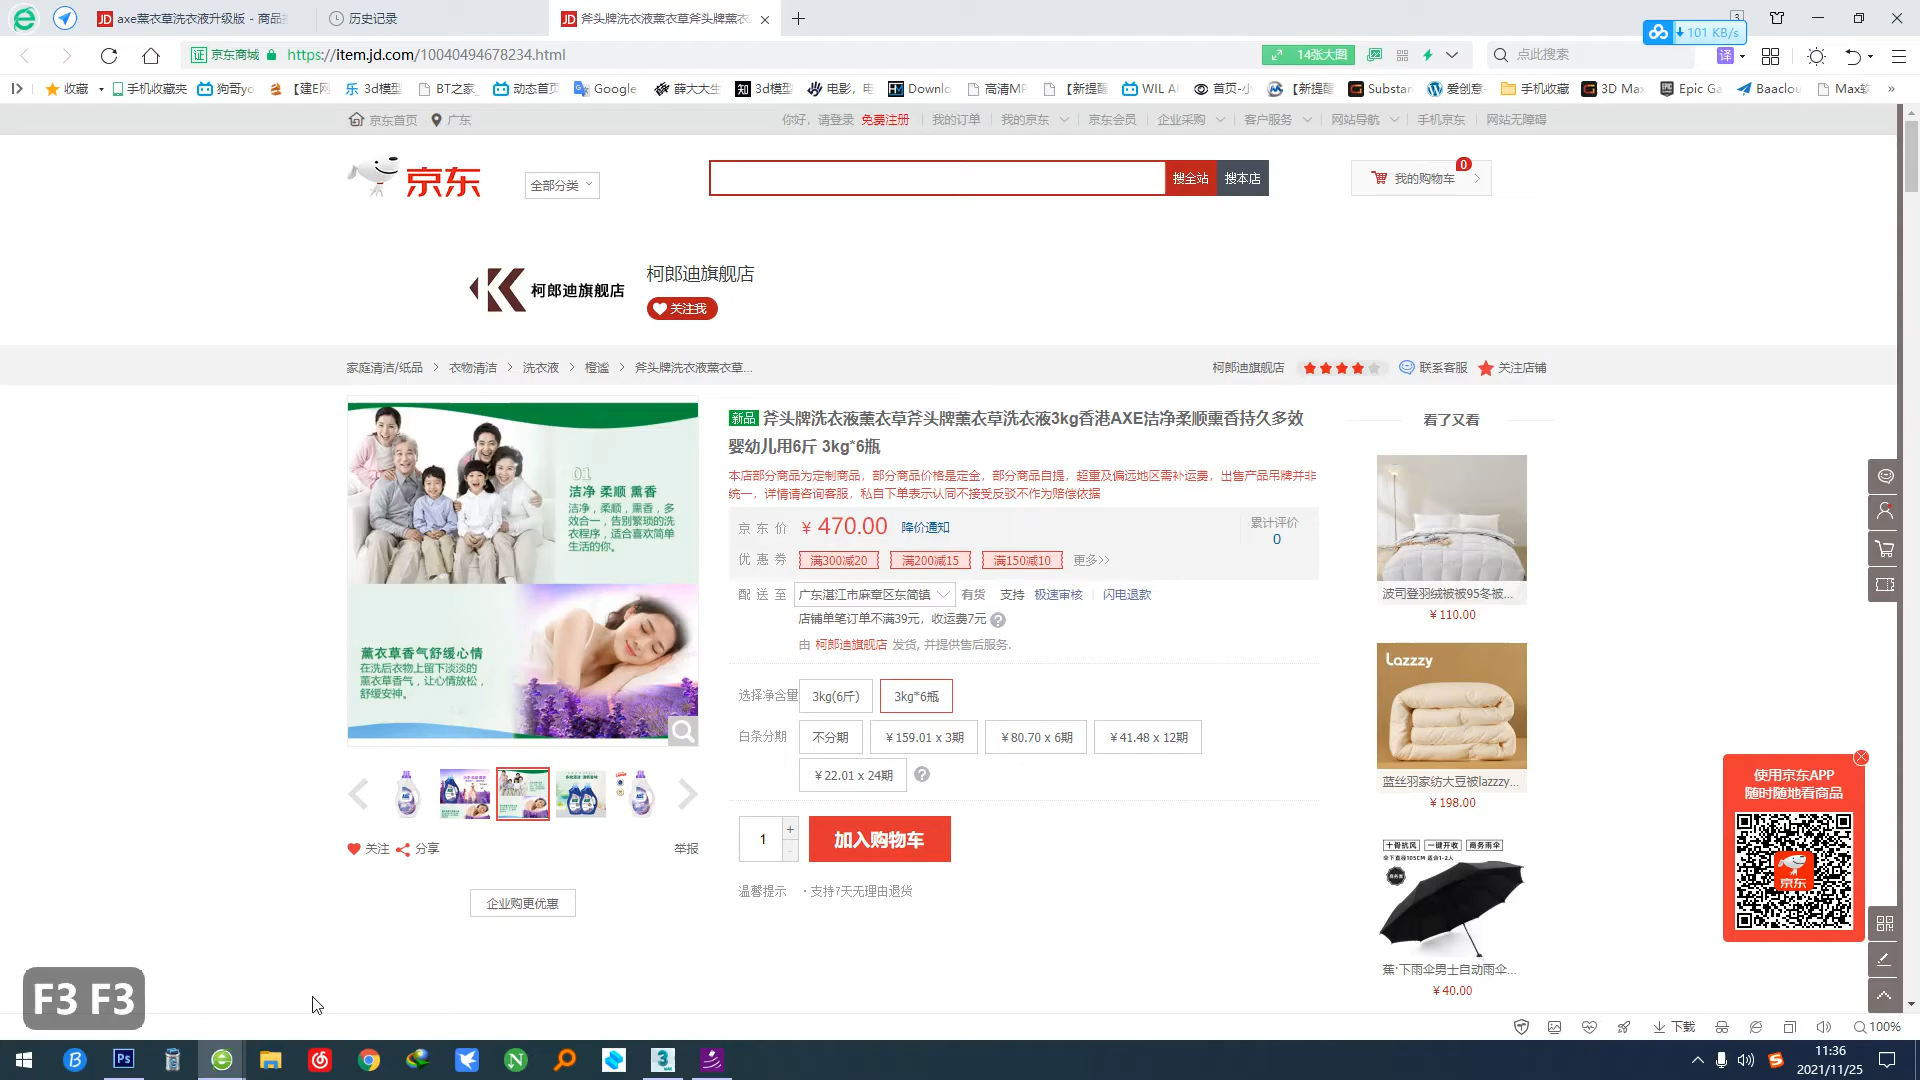 axe薰衣草洗衣液升级版 - 商品
历史记录
斧头牌洗衣液薰衣草斧头牌薰衣
101 KB/s
京东商城
https://item.jd.com/10040494678234.html
14张大图
点此搜索
译
收藏
手机收藏夹
狗哥yo
【建E网
3d模型
BT之家
动态首页
Google
薛大大生
3d模型
电影，电
Downlo
高清MP
【新提醒
WIL AI
首页-小
【新提醒
Substan
爱创意·
手机收藏
3D Max
Epic Ga
Baaclou
Max软
京东首页
广东
你好，请登录 免费注册
我的订单
我的京东
京东会员
企业采购
客户服务
网站导航
手机京东
网站无障碍
京东
全部分类
搜全站
搜本店
我的购物车
0
柯郎迪旗舰店
柯郎迪旗舰店
关注我
家庭清洁/纸品 > 衣物清洁 > 洗衣液 > 橙谧 > 斧头牌洗衣液薰衣草...
柯郎迪旗舰店
联系客服
关注店铺
01
洁净 柔顺 熏香
洁净，柔顺，熏香，多
效合一，告别繁琐的洗
衣程序，适合喜欢简单
生活的你。
薰衣草香气舒缓心情
在洗后衣物上留下淡淡的
薰衣草香气，让心情放松，
舒缓安神。
关注
分享
举报
企业购更优惠
新品 斧头牌洗衣液薰衣草斧头牌薰衣草洗衣液3kg香港AXE洁净柔顺熏香持久多效
婴幼儿用6斤 3kg*6瓶
本店部分商品为定制商品，部分商品价格是定金，部分商品自提，超重及偏远地区需补运费，出售产品吊牌并非
统一，详情请咨询客服，私自下单表示认同不接受反驳不作为赔偿依据
京东价
￥470.00
降价通知
累计评价
0
优惠券
满300减20
满200减15
满150减10
更多>>
配送至
广东湛江市麻章区东简镇
有货
支持
极速审核
闪电退款
店铺单笔订单不满39元，收运费7元
由 柯郎迪旗舰店 发货, 并提供售后服务.
选择净含量
3kg(6斤)
3kg*6瓶
白条分期
不分期
￥159.01 x 3期
￥80.70 x 6期
￥41.48 x 12期
￥22.01 x 24期
1
加入购物车
温馨提示
·支持7天无理由退货
看了又看
波司登羽绒被被95冬被...
￥110.00
Lazzzy
蓝丝羽家纺大豆被lazzzy...
￥198.00
十骨抗风
一键开收
商务雨伞
蕉·下雨伞男士自动雨伞...
￥40.00
使用京东APP
随时随地看商品
京东
F3 F3
下载
100%
11:36
2021/11/25